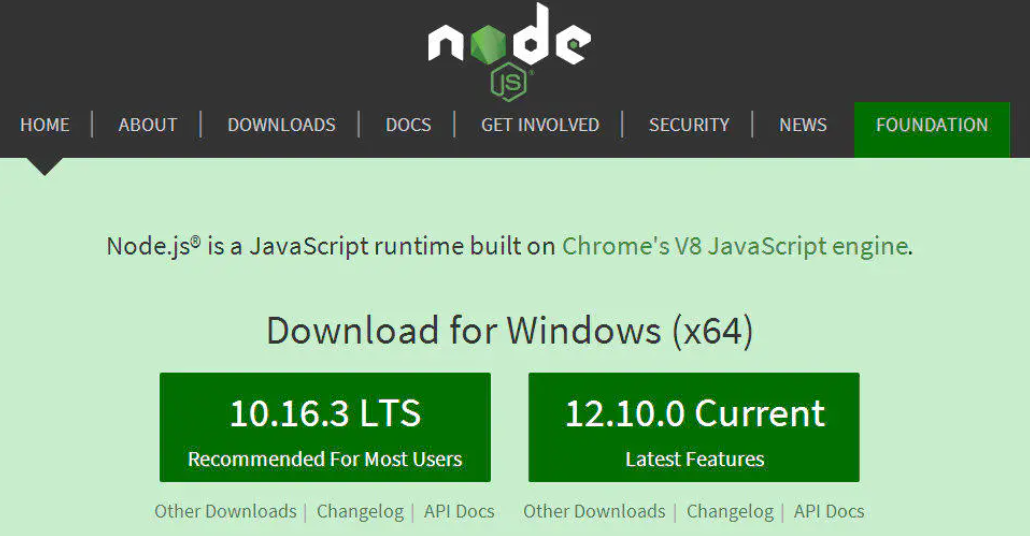 node
JS®
HOME | ABOUT | DOWNLOADS | DOCS | GET INVOLVED | SECURITY | NEWS FOUNDATION
Node.js® is a JavaScript runtime built on Chrome's V8 JavaScript engine.
Download for Windows (x64)
10.16.3 LTS
Recommended For Most Users
12.10.0 Current
Latest Features
Other Downloads | Changelog | API Docs
Other Downloads | Changelog | API Docs